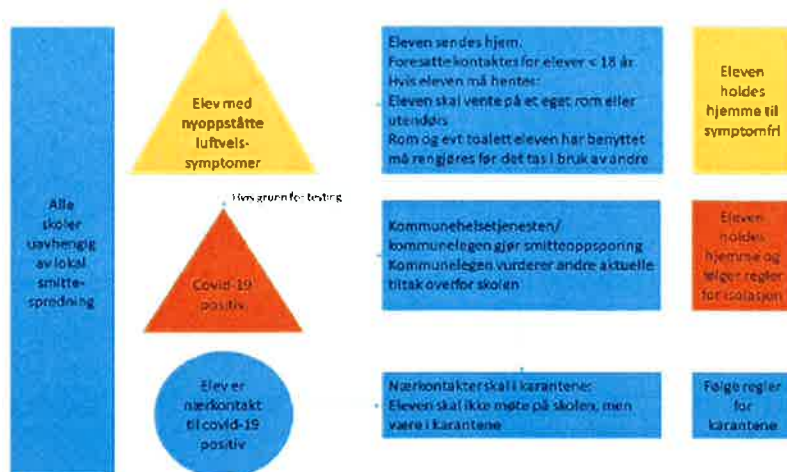 Alle
skoler
uavhengig
av lokal
smitte-
spredning
Elev med
nyoppståtte
luftveis-
symptomer
Eleven sendes hjem.
Foresatte kontaktes for elever < 18 år
Hvis eleven må hentes:
Eleven skal vente på et eget rom eller
utendørs
Rom og evt toalett eleven har benyttet
må rengjøres før det tas i bruk av andre
Eleven
holdes
hjemme til
symptomfri
Hvis grunn for testing
Covid-19
positiv
Kommunehelsetjenesten/
kommunelegen gjør smitteoppsporing
Kommunelegen vurderer andre aktuelle
tiltak overfor skolen
Eleven
holdes
hjemme og
følger regler
for isolasjon
Elev er
nærkontakt
til covid-19
positiv
Nærkontakter skal i karantene:
Eleven skal ikke møte på skolen, men
være i karantene
Følge regler
for
karantene